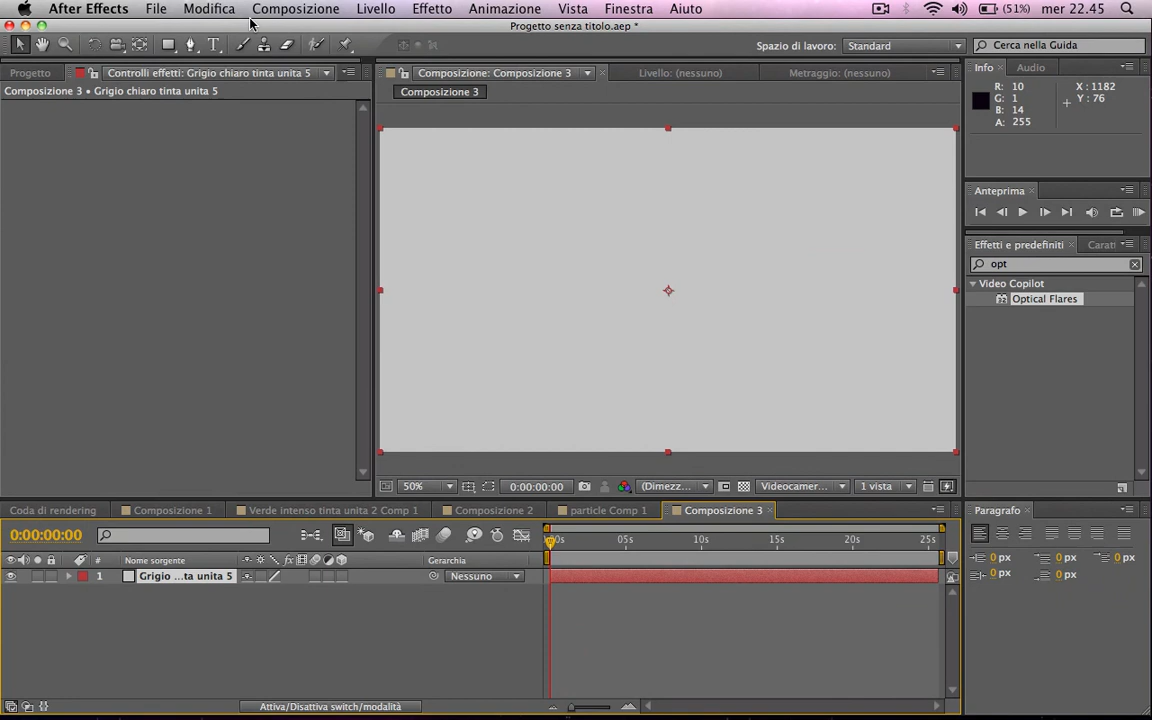 After Effects File Modifica Composizione Livello Effetto Animazione Vista Finestra Aiuto (51%) mer 22.45
Progetto senza titolo.aep *
Spazio di lavoro: Standard Cerca nella Guida
Progetto Controlli effetti: Grigio chiaro tinta unita 5 Composizione: Composizione 3 Livello: (nessuno) Metraggio: (nessuno) Info Audio
Composizione 3 • Grigio chiaro tinta unita 5 Composizione 3
R: 10 X : 1182
G: 1 Y : 76
B: 14
A: 255
Anteprima
Effetti e predefiniti Carati
opt
Video Copilot
32 Optical Flares
50% 0:00:00:00 (Dimezz... Videocamer... 1 vista
Coda di rendering Composizione 1 Verde intenso tinta unita 2 Comp 1 Composizione 2 particle Comp 1 Composizione 3 Paragrafo
0:00:00:00 00s 05s 10s 15s 20s 25s
# Nome sorgente fx Gerarchia
1 Grigio ...ta unita 5 Nessuno
0 px 0 px 0 px
0 px 0 px
Attiva/Disattiva switch/modalità